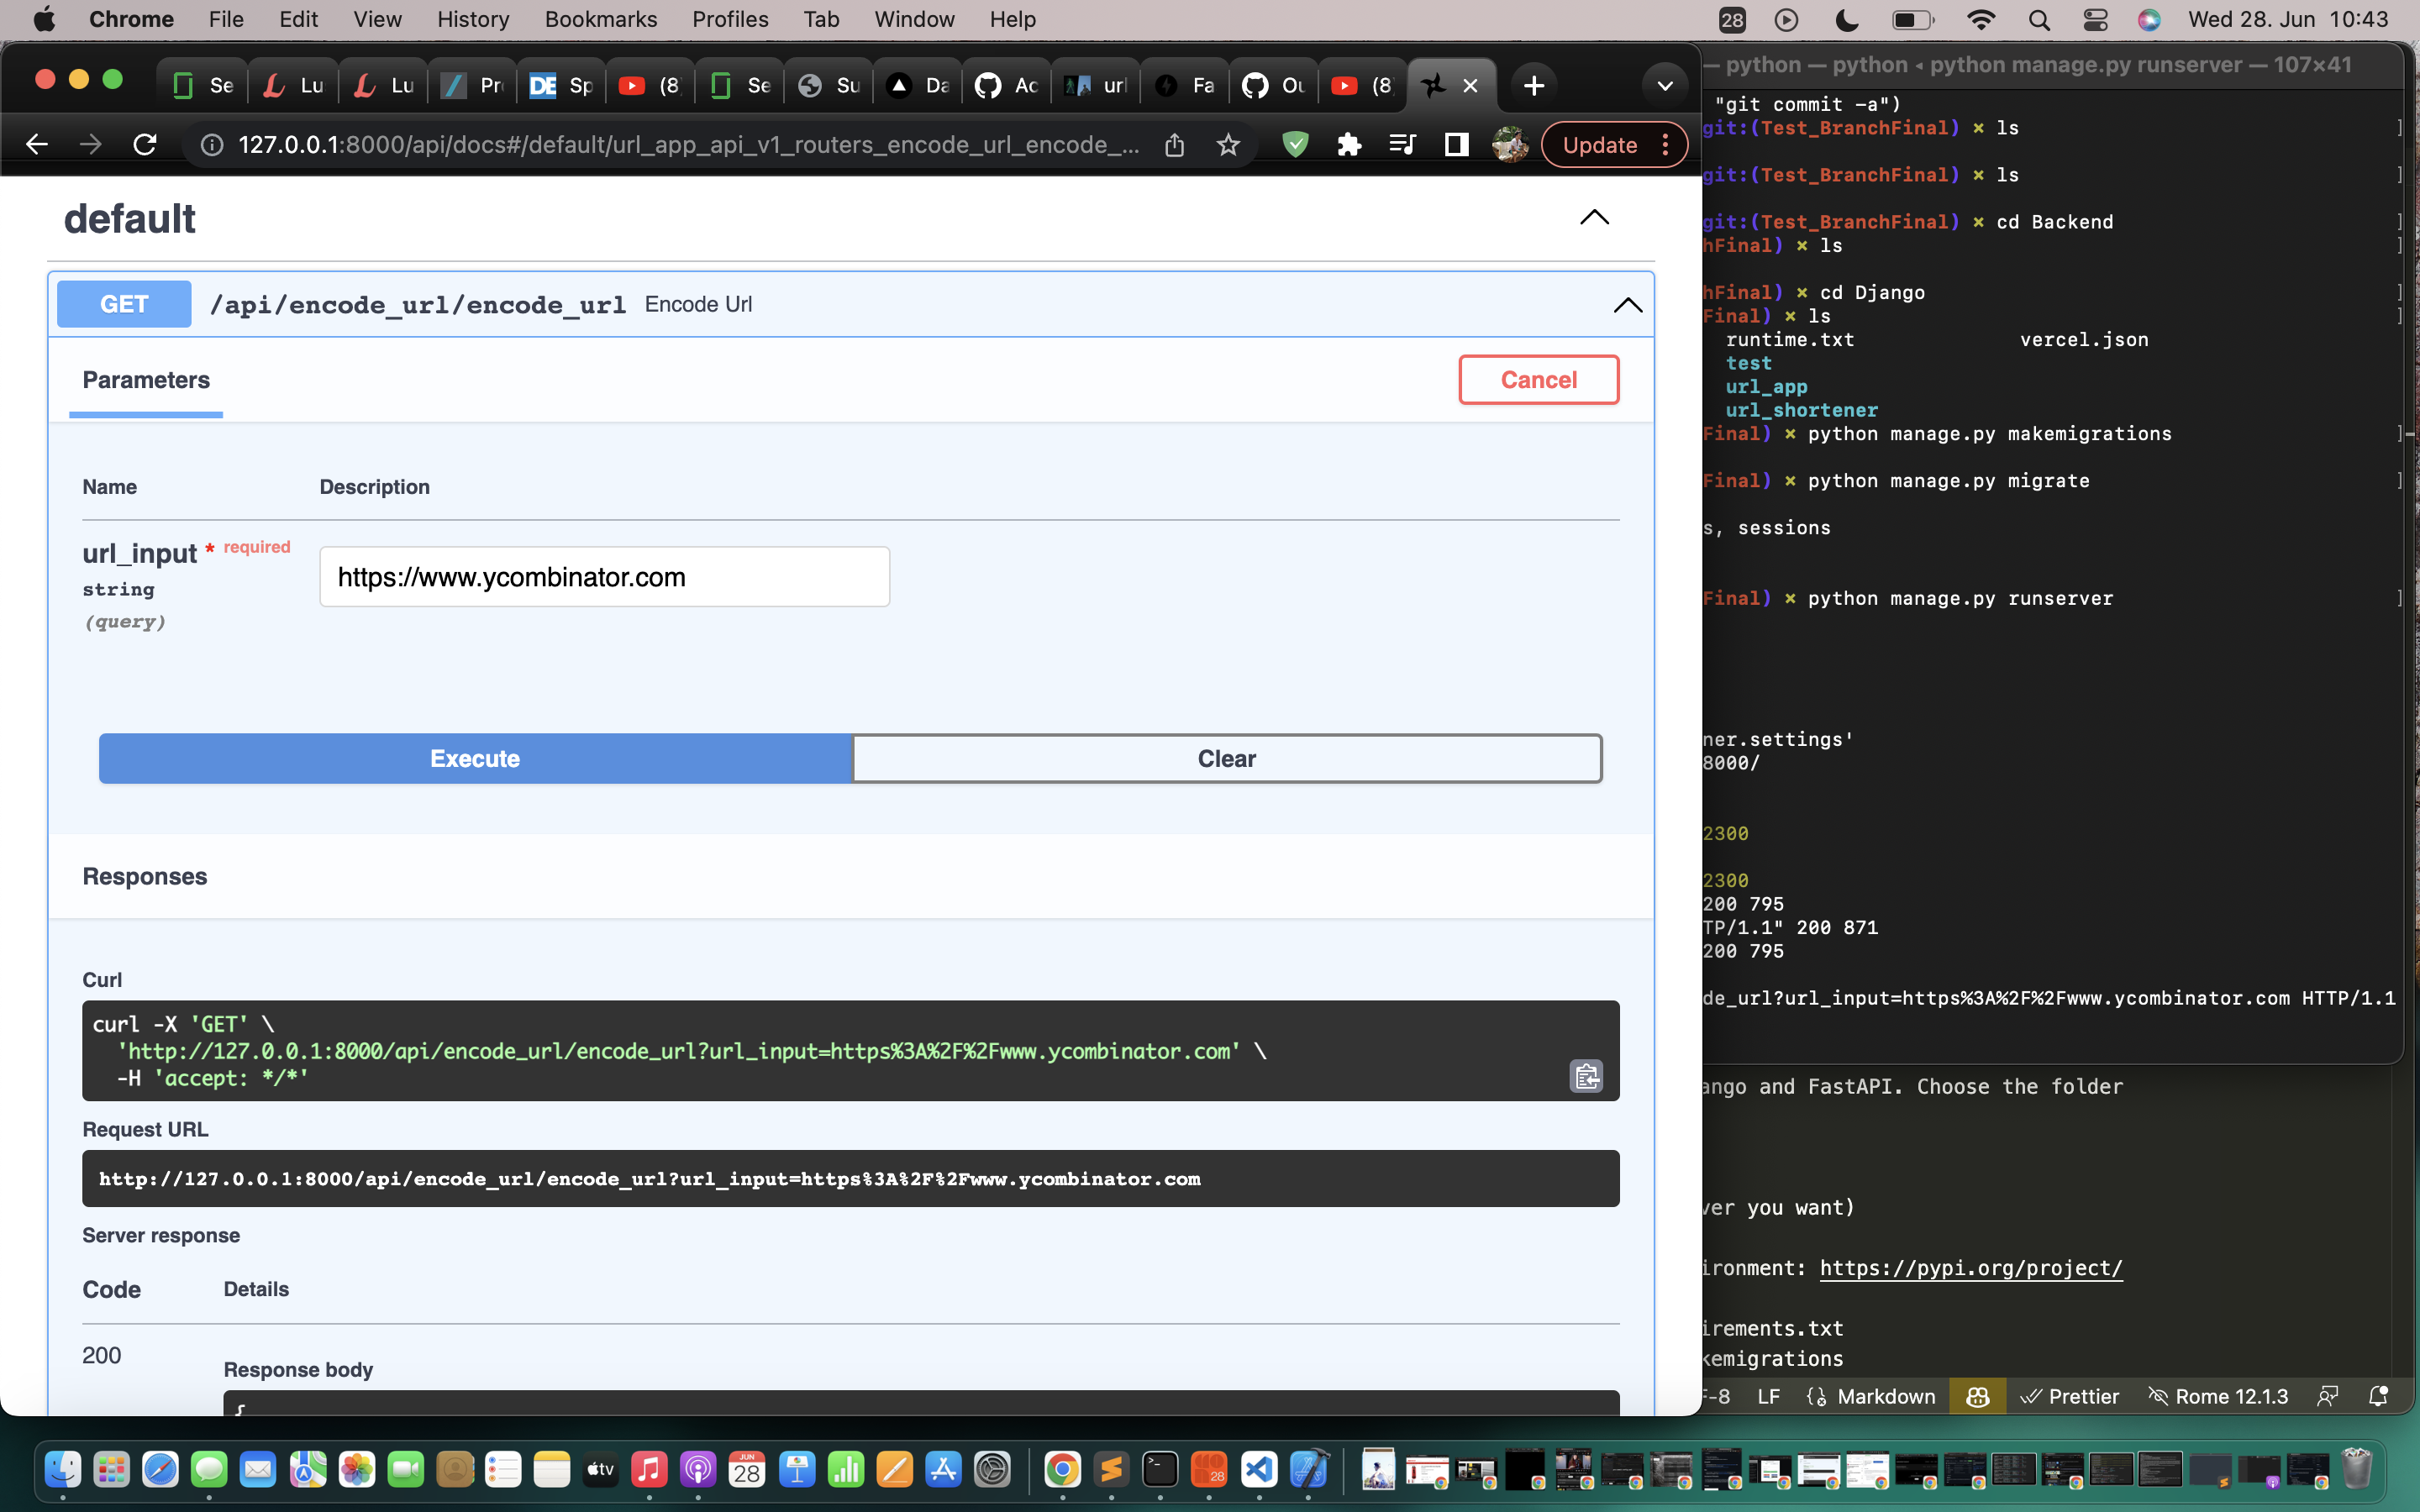 Chrome File Edit View History Bookmarks Profiles Tab Window Help 28 Wed 28. Jun 10:43
Se Lu Lu Pr DE Sp (8 Se Su Da Ac url Fa Ou (8
— python — python ◂ python manage.py runserver — 107×41
127.0.0.1:8000/api/docs#/default/url_app_api_v1_routers_encode_url_encode_... Update
default
GET /api/encode_url/encode_url Encode Url
Parameters Cancel
Name Description
url_input * required
string
(query)
https://www.ycombinator.com
Execute Clear
Responses
Curl
curl -X 'GET' \
'http://127.0.0.1:8000/api/encode_url/encode_url?url_input=https%3A%2F%2Fwww.ycombinator.com' \
-H 'accept: */*'
Request URL
http://127.0.0.1:8000/api/encode_url/encode_url?url_input=https%3A%2F%2Fwww.ycombinator.com
Server response
Code Details
200
Response body
{
"git commit -a")
git:(Test_BranchFinal) × ls
git:(Test_BranchFinal) × ls
git:(Test_BranchFinal) × cd Backend
hFinal) × ls
hFinal) × cd Django
Final) × ls
runtime.txt vercel.json
test
url_app
url_shortener
Final) × python manage.py makemigrations
Final) × python manage.py migrate
s, sessions
Final) × python manage.py runserver
ner.settings'
8000/
2300
2300
200 795
TP/1.1" 200 871
200 795
de_url?url_input=https%3A%2F%2Fwww.ycombinator.com HTTP/1.1
ango and FastAPI. Choose the folder
ver you want)
ironment: https://pypi.org/project/
irements.txt
kemigrations
F-8 LF Markdown Prettier Rome 12.1.3
JUN
28
tv
28